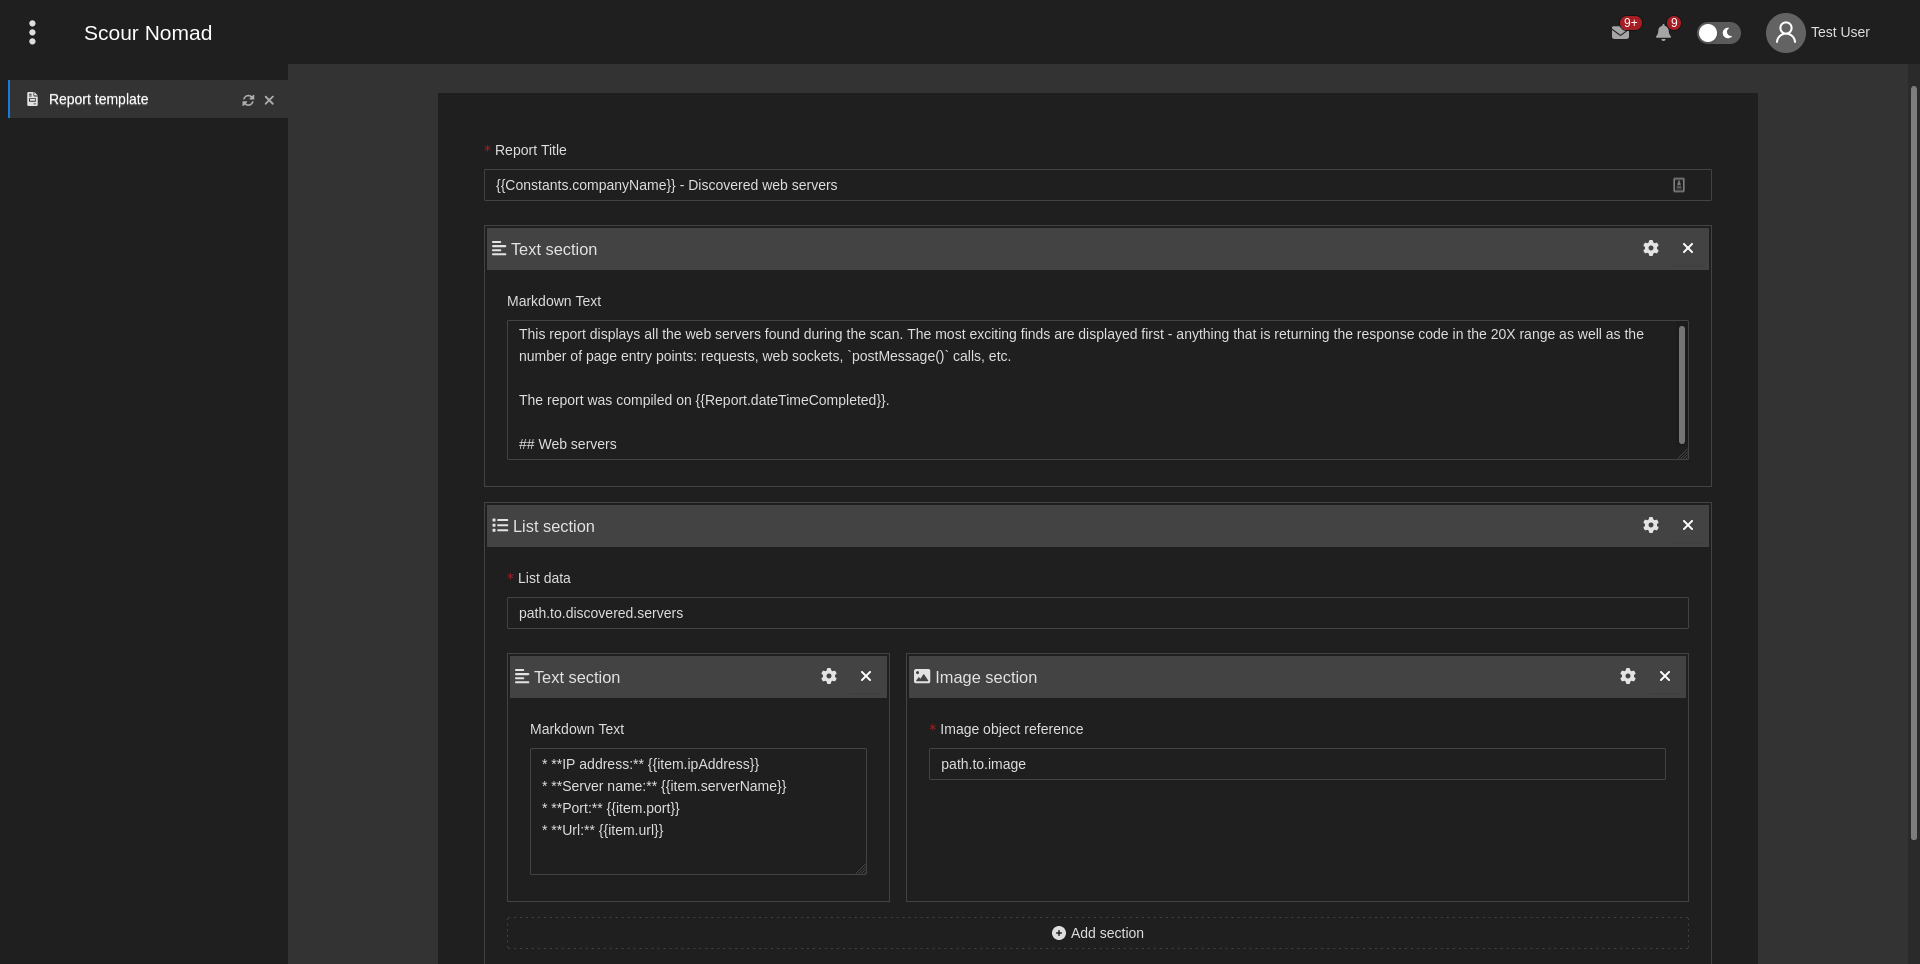 Scour Nomad
9+
9
Test User
Report template
* Report Title
{{Constants.companyName}} - Discovered web servers
Text section
Markdown Text
This report displays all the web servers found during the scan. The most exciting finds are displayed first - anything that is returning the response code in the 20X range as well as the
number of page entry points: requests, web sockets, `postMessage()` calls, etc.
The report was compiled on {{Report.dateTimeCompleted}}.
## Web servers
List section
* List data
path.to.discovered.servers
Text section
Image section
Markdown Text
* Image object reference
* **IP address:** {{item.ipAddress}}
* **Server name:** {{item.serverName}}
* **Port:** {{item.port}}
* **Url:** {{item.url}}
path.to.image
Add section